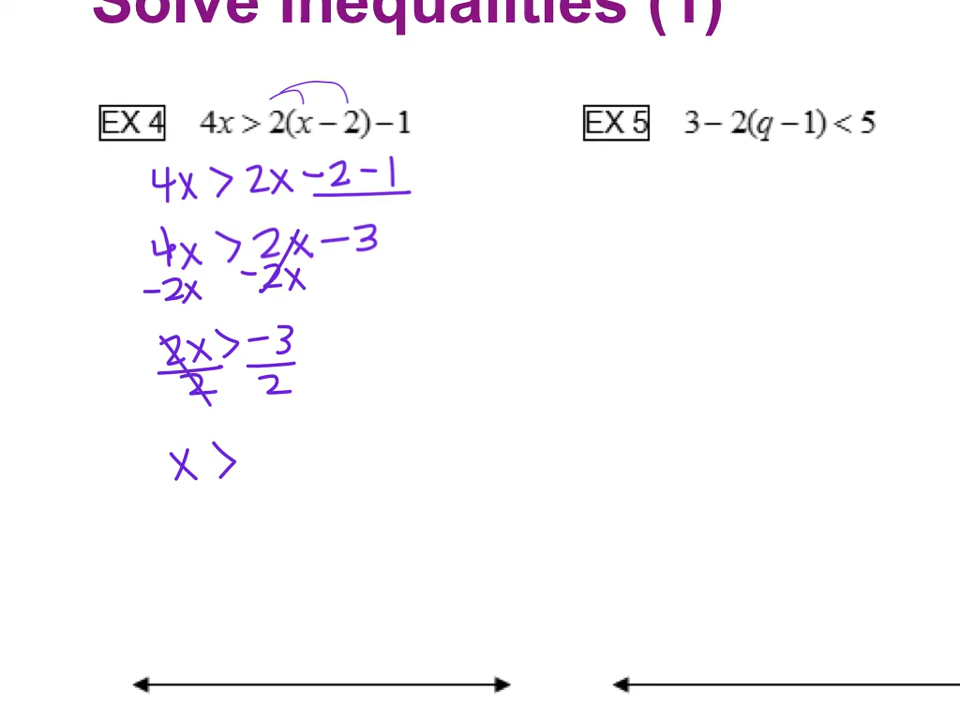 Solve Inequalities (1)
EX 4 4x > 2(x – 2) – 1
4x > 2x – 2 – 1
4x > 2x – 3
–2x –2x
2x > –3
2 2
x >
EX 5 3 – 2(q – 1) < 5